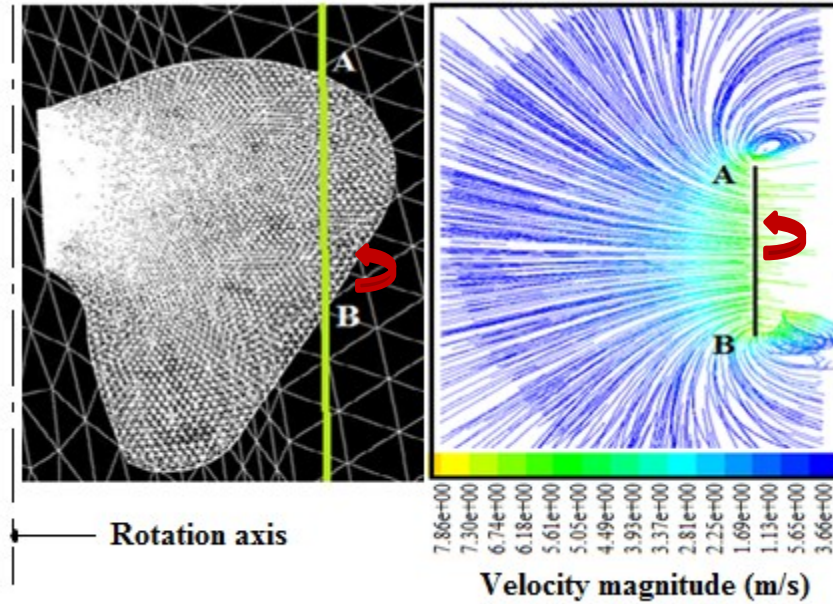 A
B
A
B
7.86e+00
7.30e+00
6.74e+00
6.18e+00
5.61e+00
5.05e+00
4.49e+00
3.93e+00
3.37e+00
2.81e+00
2.25e+00
1.69e+00
1.13e+00
5.65e+00
3.66e+00
Rotation axis
Velocity magnitude (m/s)